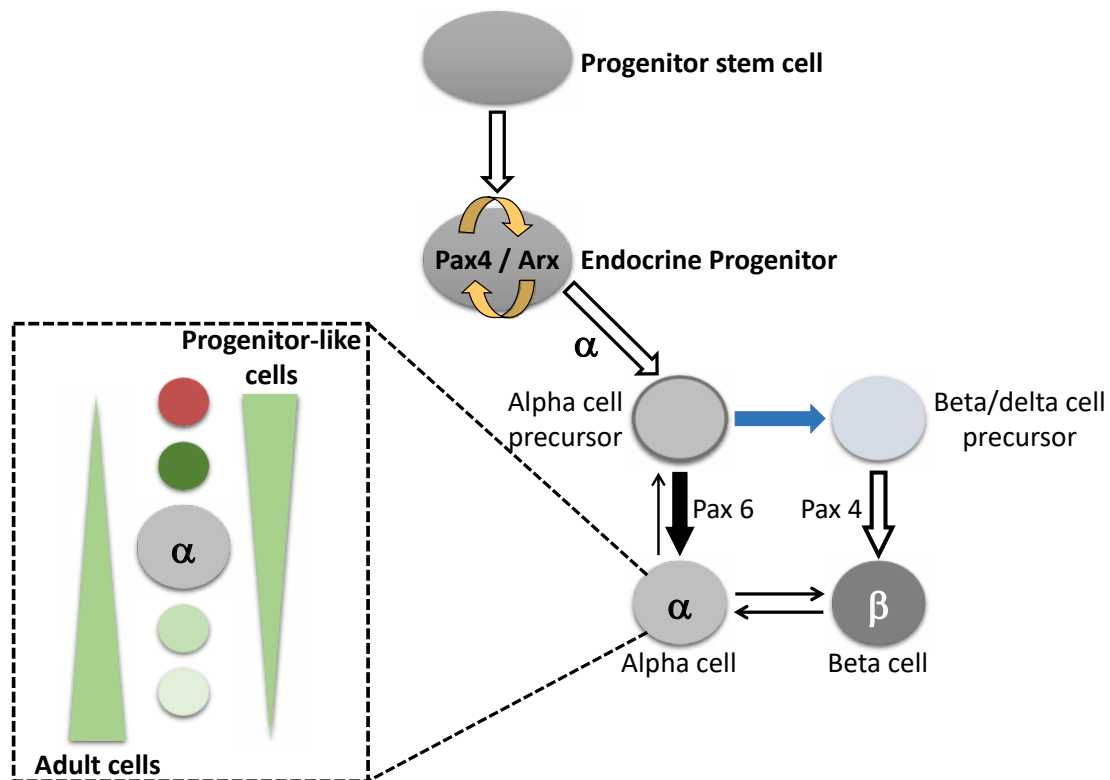 Progenitor stem cell
Pax4 / Arx
Endocrine Progenitor
α
Progenitor-like
cells
Alpha cell
precursor
Beta/delta cell
precursor
Pax 6
Pax 4
α
α
β
Alpha cell
Beta cell
Adult cells